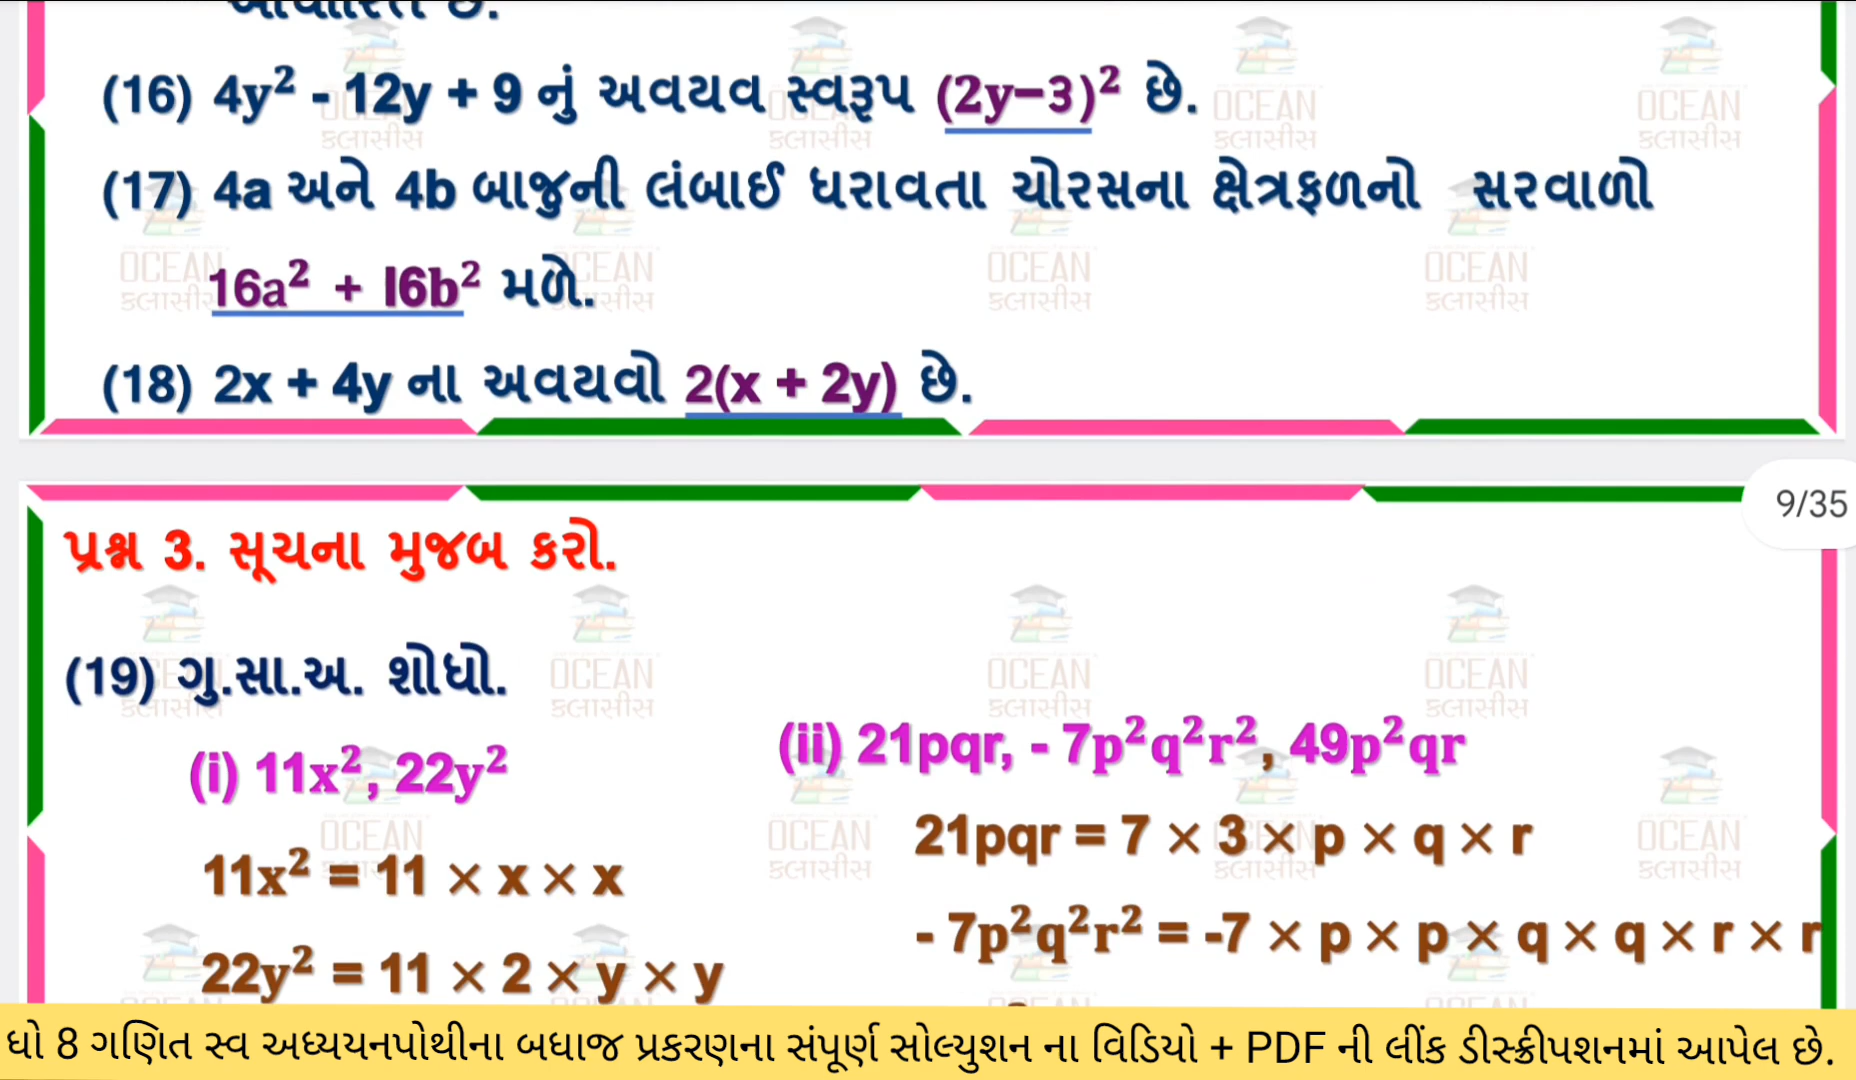 (16) 4y² - 12y + 9 નું અવયવ સ્વરૂપ (2y−3)² છે.
(17) 4a અને 4b બાજુની લંબાઈ ધરાવતા ચોરસના ક્ષેત્રફળનો સરવાળો
16a² + l6b² મળે.
(18) 2x + 4y ના અવયવો 2(x + 2y) છે.
9/35
પ્રશ્ન 3. સૂચના મુજબ કરો.
(19) ગુ.સા.અ. શોધો.
(i) 11x², 22y²
(ii) 21pqr, - 7p²q²r², 49p²qr
11x² = 11 × x × x
22y² = 11 × 2 × y × y
21pqr = 7 × 3 × p × q × r
- 7p²q²r² = -7 × p × p × q × q × r × r
ધો 8 ગણિત સ્વ અધ્યયનપોથીના બધાજ પ્રકરણના સંપૂર્ણ સોલ્યુશન ના વિડિયો + PDF ની લીંક ડીસ્ક્રીપશનમાં આપેલ છે.